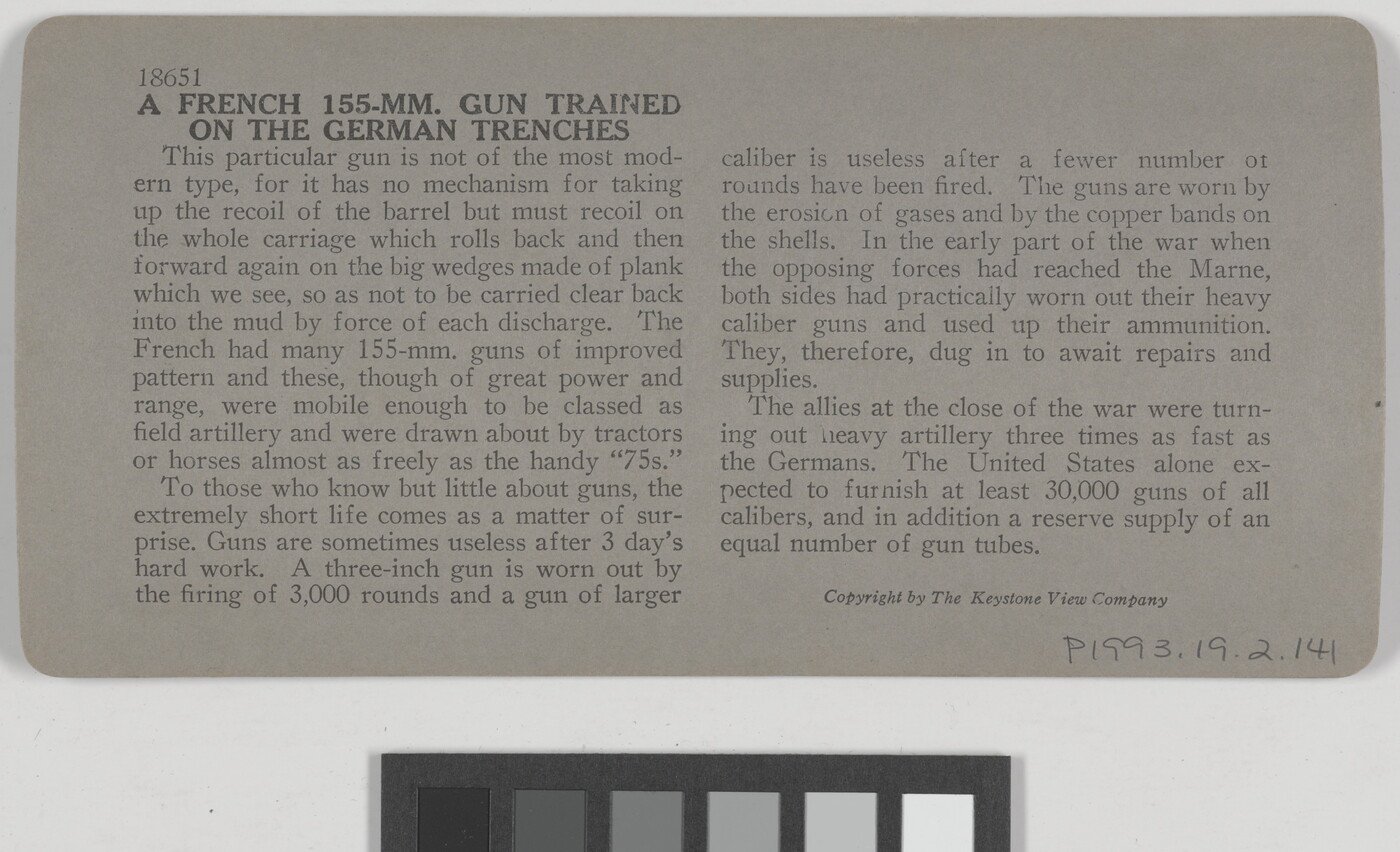 18651
A FRENCH 155-MM. GUN TRAINED
ON THE GERMAN TRENCHES
This particular gun is not of the most mod-
ern type, for it has no mechanism for taking
up the recoil of the barrel but must recoil on
the whole carriage which rolls back and then
forward again on the big wedges made of plank
which we see, so as not to be carried clear back
into the mud by force of each discharge. The
French had many 155-mm. guns of improved
pattern and these, though of great power and
range, were mobile enough to be classed as
field artillery and were drawn about by tractors
or horses almost as freely as the handy “75s.”
To those who know but little about guns, the
extremely short life comes as a matter of sur-
prise. Guns are sometimes useless after 3 day’s
hard work. A three-inch gun is worn out by
the firing of 3,000 rounds and a gun of larger
caliber is useless after a fewer number of
rounds have been fired. The guns are worn by
the erosion of gases and by the copper bands on
the shells. In the early part of the war when
the opposing forces had reached the Marne,
both sides had practically worn out their heavy
caliber guns and used up their ammunition.
They, therefore, dug in to await repairs and
supplies.
The allies at the close of the war were turn-
ing out heavy artillery three times as fast as
the Germans. The United States alone ex-
pected to furnish at least 30,000 guns of all
calibers, and in addition a reserve supply of an
equal number of gun tubes.
Copyright by The Keystone View Company
P1993.19.2.141